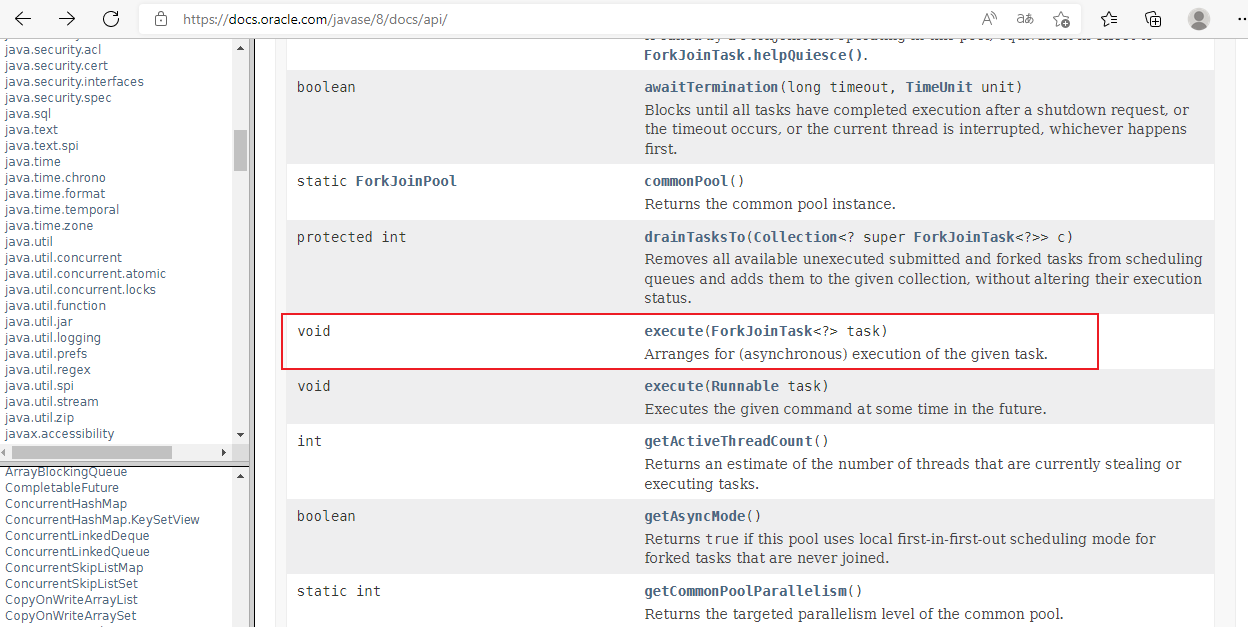 https://docs.oracle.com/javase/8/docs/api/
java.security.acl
java.security.cert
java.security.interfaces
java.security.spec
java.sql
java.text
java.text.spi
java.time
java.time.chrono
java.time.format
java.time.temporal
java.time.zone
java.util
java.util.concurrent
java.util.concurrent.atomic
java.util.concurrent.locks
java.util.function
java.util.jar
java.util.logging
java.util.prefs
java.util.regex
java.util.spi
java.util.stream
java.util.zip
javax.accessibility
ArrayBlockingQueue
CompletableFuture
ConcurrentHashMap
ConcurrentHashMap.KeySetView
ConcurrentLinkedDeque
ConcurrentLinkedQueue
ConcurrentSkipListMap
ConcurrentSkipListSet
CopyOnWriteArrayList
CopyOnWriteArraySet
ForkJoinTask.helpQuiesce().
boolean awaitTermination(long timeout, TimeUnit unit)
Blocks until all tasks have completed execution after a shutdown request, or
the timeout occurs, or the current thread is interrupted, whichever happens
first.
static ForkJoinPool commonPool()
Returns the common pool instance.
protected int drainTasksTo(Collection<? super ForkJoinTask<?>> c)
Removes all available unexecuted submitted and forked tasks from scheduling
queues and adds them to the given collection, without altering their execution
status.
void execute(ForkJoinTask<?> task)
Arranges for (asynchronous) execution of the given task.
void execute(Runnable task)
Executes the given command at some time in the future.
int getActiveThreadCount()
Returns an estimate of the number of threads that are currently stealing or
executing tasks.
boolean getAsyncMode()
Returns true if this pool uses local first-in-first-out scheduling mode for
forked tasks that are never joined.
static int getCommonPoolParallelism()
Returns the targeted parallelism level of the common pool.